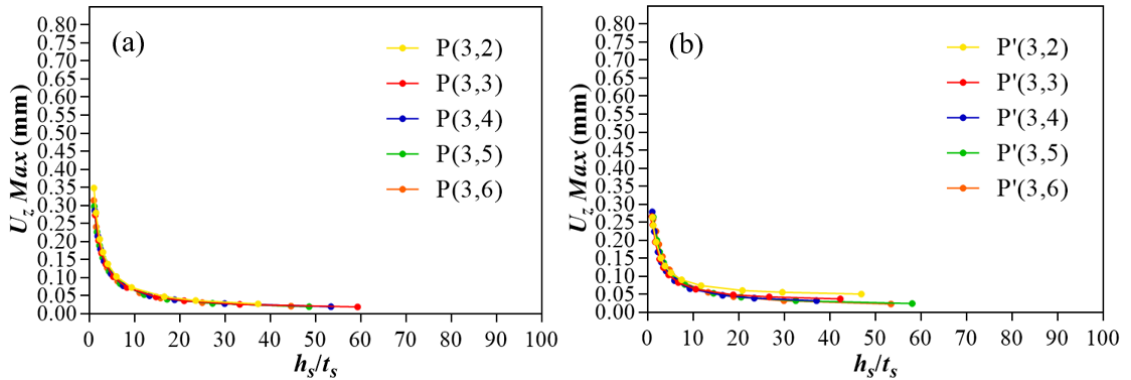 (a)
U_z Max (mm)
0.80
0.75
0.70
0.65
0.60
0.55
0.50
0.45
0.40
0.35
0.30
0.25
0.20
0.15
0.10
0.05
0.00
P(3,2)
P(3,3)
P(3,4)
P(3,5)
P(3,6)
0 10 20 30 40 50 60 70 80 90 100
h_s/t_s
(b)
U_z Max (mm)
0.80
0.75
0.70
0.65
0.60
0.55
0.50
0.45
0.40
0.35
0.30
0.25
0.20
0.15
0.10
0.05
0.00
P'(3,2)
P'(3,3)
P'(3,4)
P'(3,5)
P'(3,6)
0 10 20 30 40 50 60 70 80 90 100
h_s/t_s